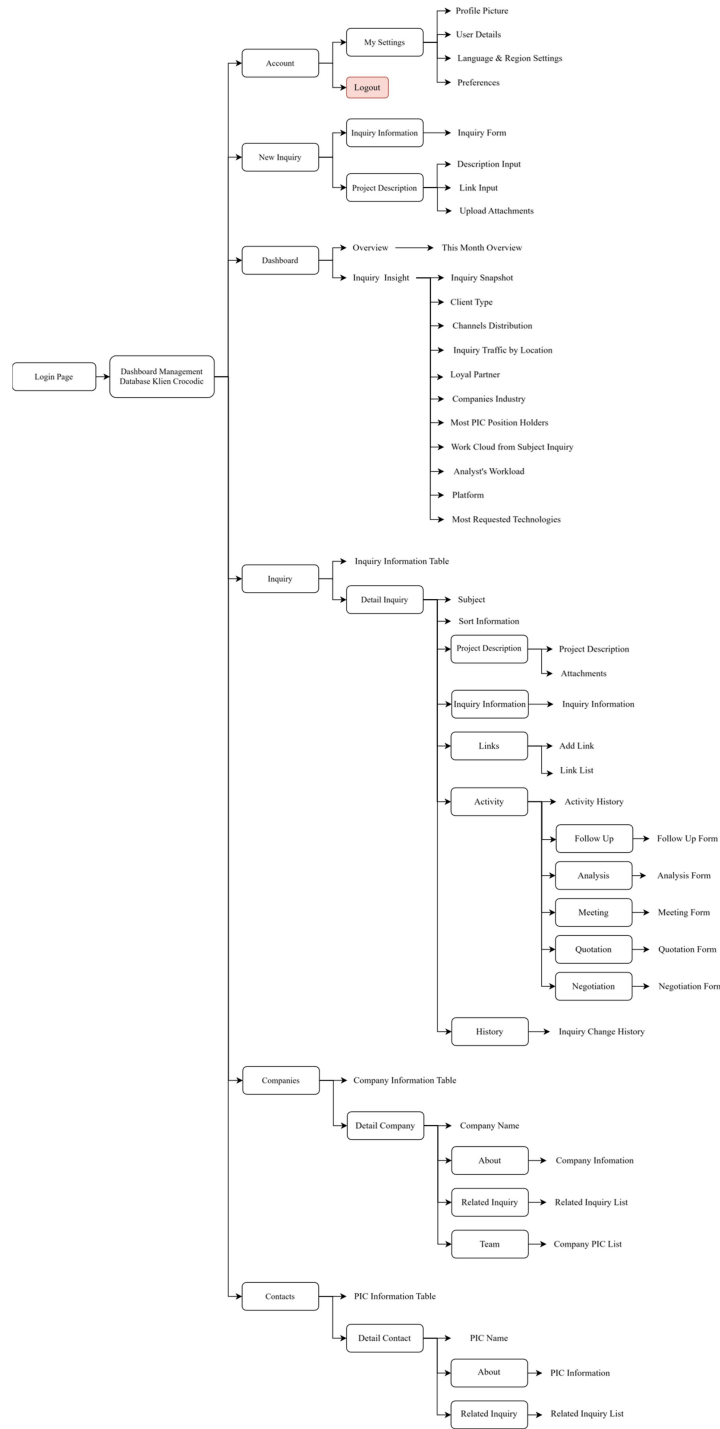 Profile Picture
My Settings
User Details
Account
Language & Region Settings
Preferences
Logout
Inquiry Information
Inquiry Form
New Inquiry
Description Input
Project Description
Link Input
Upload Attachments
Overview
This Month Overview
Dashboard
Inquiry Insight
Inquiry Snapshot
Client Type
Channels Distribution
Inquiry Traffic by Location
Login Page
Dashboard Management
Database Klien Crocodic
Loyal Partner
Companies Industry
Most PIC Position Holders
Work Cloud from Subject Inquiry
Analyst's Workload
Platform
Most Requested Technologies
Inquiry Information Table
Inquiry
Detail Inquiry
Subject
Sort Information
Project Description
Project Description
Attachments
Inquiry Information
Inquiry Information
Links
Add Link
Link List
Activity
Activity History
Follow Up
Follow Up Form
Analysis
Analysis Form
Meeting
Meeting Form
Quotation
Quotation Form
Negotiation
Negotiation Form
History
Inquiry Change History
Companies
Company Information Table
Detail Company
Company Name
About
Company Infomation
Related Inquiry
Related Inquiry List
Team
Company PIC List
Contacts
PIC Information Table
Detail Contact
PIC Name
About
PIC Information
Related Inquiry
Related Inquiry List